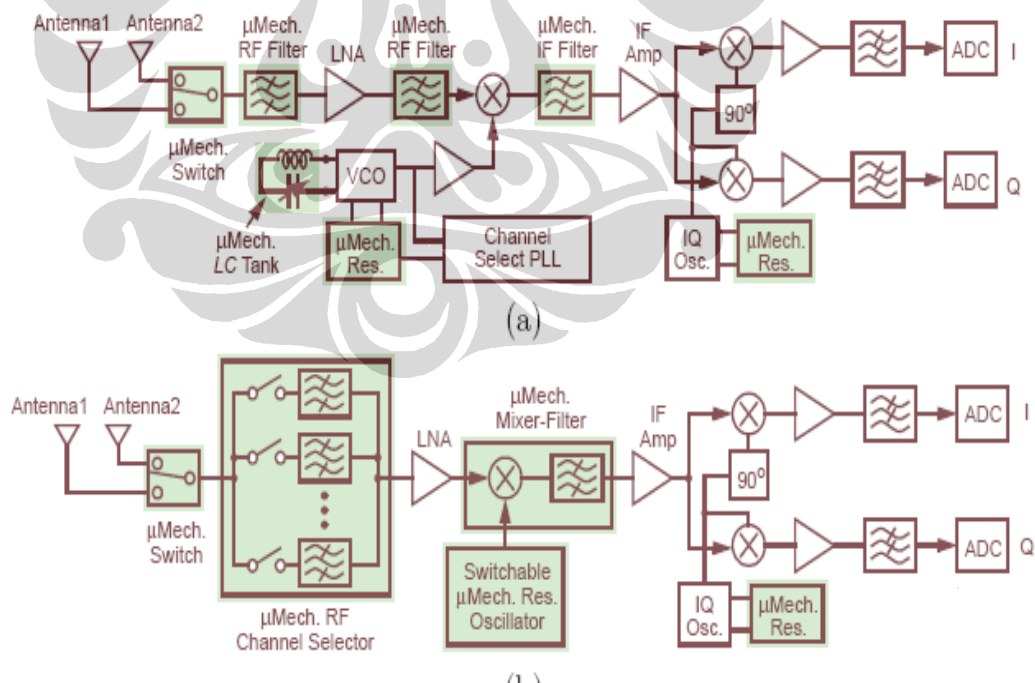 Antenna1 Antenna2
µMech.
RF Filter
LNA
µMech.
RF Filter
µMech.
IF Filter
IF
Amp
ADC
I
90º
µMech.
Switch
VCO
ADC
Q
µMech.
LC Tank
µMech.
Res.
Channel
Select PLL
IQ
Osc.
µMech.
Res.
(a)
Antenna1 Antenna2
µMech.
Switch
µMech. RF
Channel Selector
LNA
µMech.
Mixer-Filter
IF
Amp
ADC
I
90º
ADC
Q
Switchable
µMech. Res.
Oscillator
IQ
Osc.
µMech.
Res.